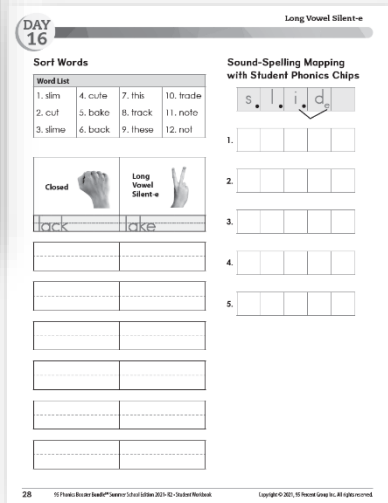 Long Vowel Silent-e
DAY
16
Sort Words
Word List
1. slim 4. cute 7. this 10. trade
2. cut 5. bake 8. track 11. note
3. slime 6. back 9. these 12. not
Closed
Long
Vowel
Silent-e
lack lake
Sound-Spelling Mapping
with Student Phonics Chips
s l i d e
1.
2.
3.
4.
5.
28 95 Phonics Booster Bundle™ Summer School Edition 2021 • R2 • Student Workbook Copyright © 2021, 95 Percent Group Inc. All rights reserved.